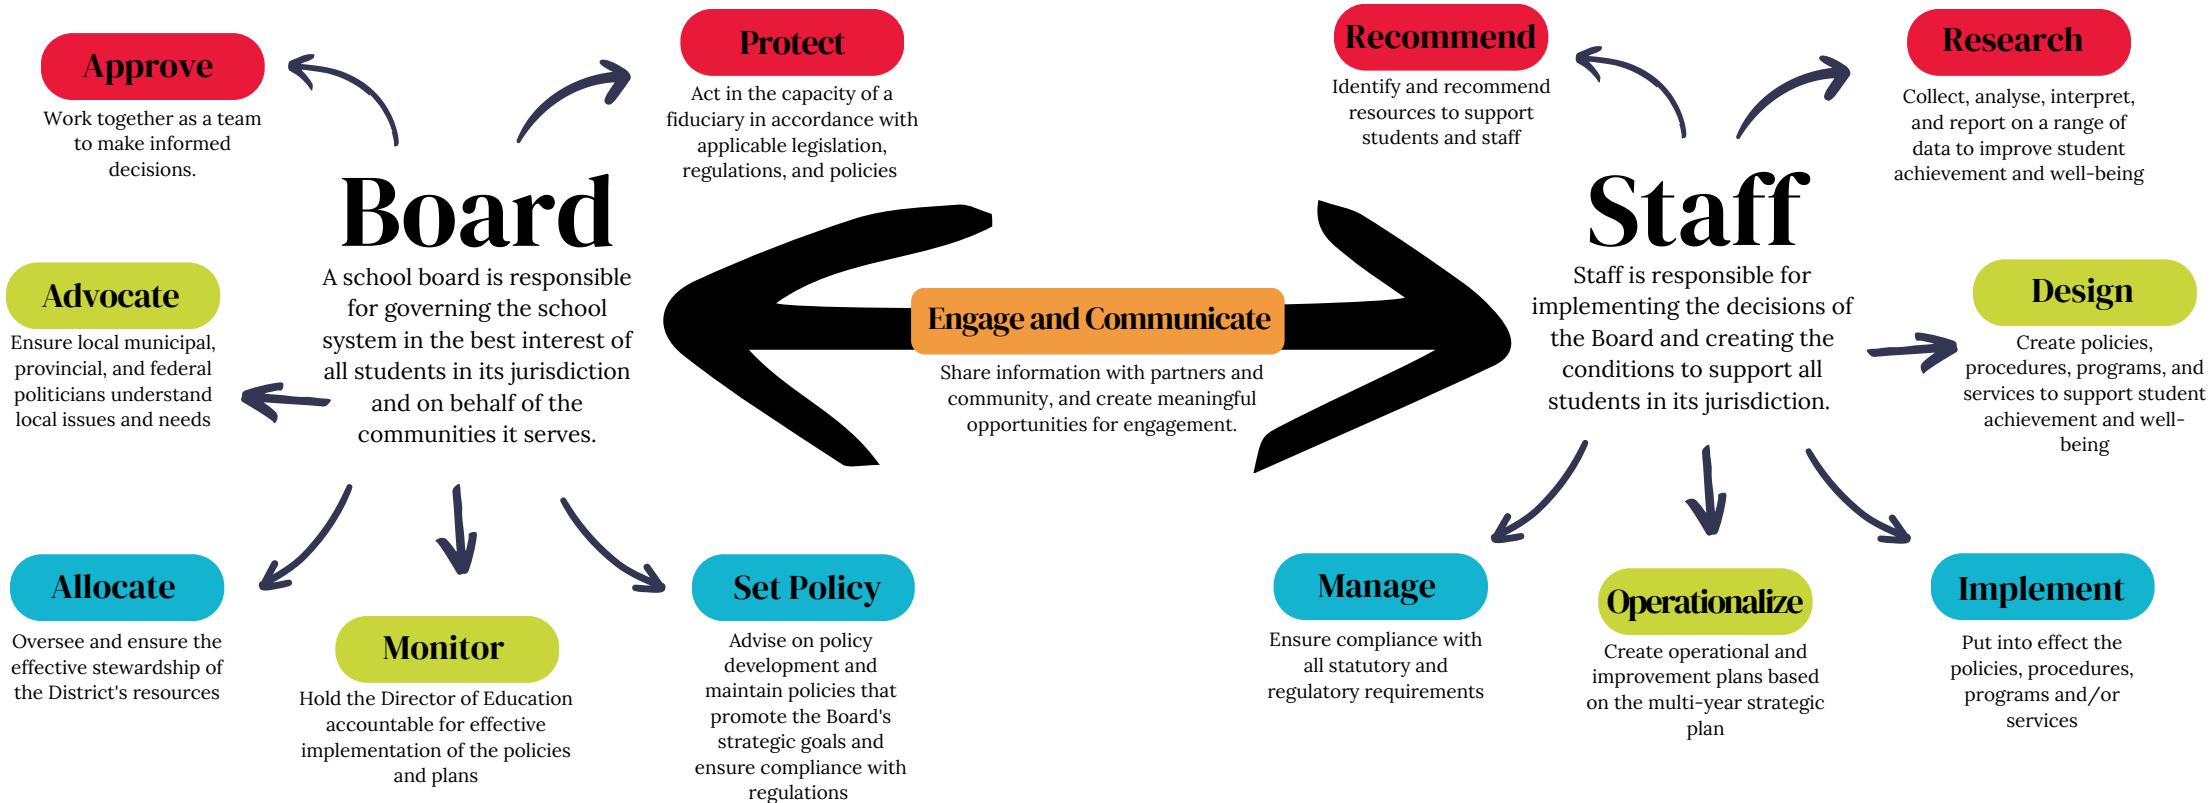 Approve
Work together as a team
to make informed
decisions.
Protect
Act in the capacity of a
fiduciary in accordance with
applicable legislation,
regulations, and policies
Board
A school board is responsible
for governing the school
system in the best interest of
all students in its jurisdiction
and on behalf of the
communities it serves.
Advocate
Ensure local municipal,
provincial, and federal
politicians understand
local issues and needs
Allocate
Oversee and ensure the
effective stewardship of
the District's resources
Monitor
Hold the Director of Education
accountable for effective
implementation of the policies
and plans
Set Policy
Advise on policy
development and
maintain policies that
promote the Board's
strategic goals and
ensure compliance with
regulations
Engage and Communicate
Share information with partners and
community, and create meaningful
opportunities for engagement.
Recommend
Identify and recommend
resources to support
students and staff
Research
Collect, analyse, interpret,
and report on a range of
data to improve student
achievement and well-being
Staff
Staff is responsible for
implementing the decisions of
the Board and creating the
conditions to support all
students in its jurisdiction.
Design
Create policies,
procedures, programs, and
services to support student
achievement and well-
being
Manage
Ensure compliance with
all statutory and
regulatory requirements
Operationalize
Create operational and
improvement plans based
on the multi-year strategic
plan
Implement
Put into effect the
policies, procedures,
programs and/or
services